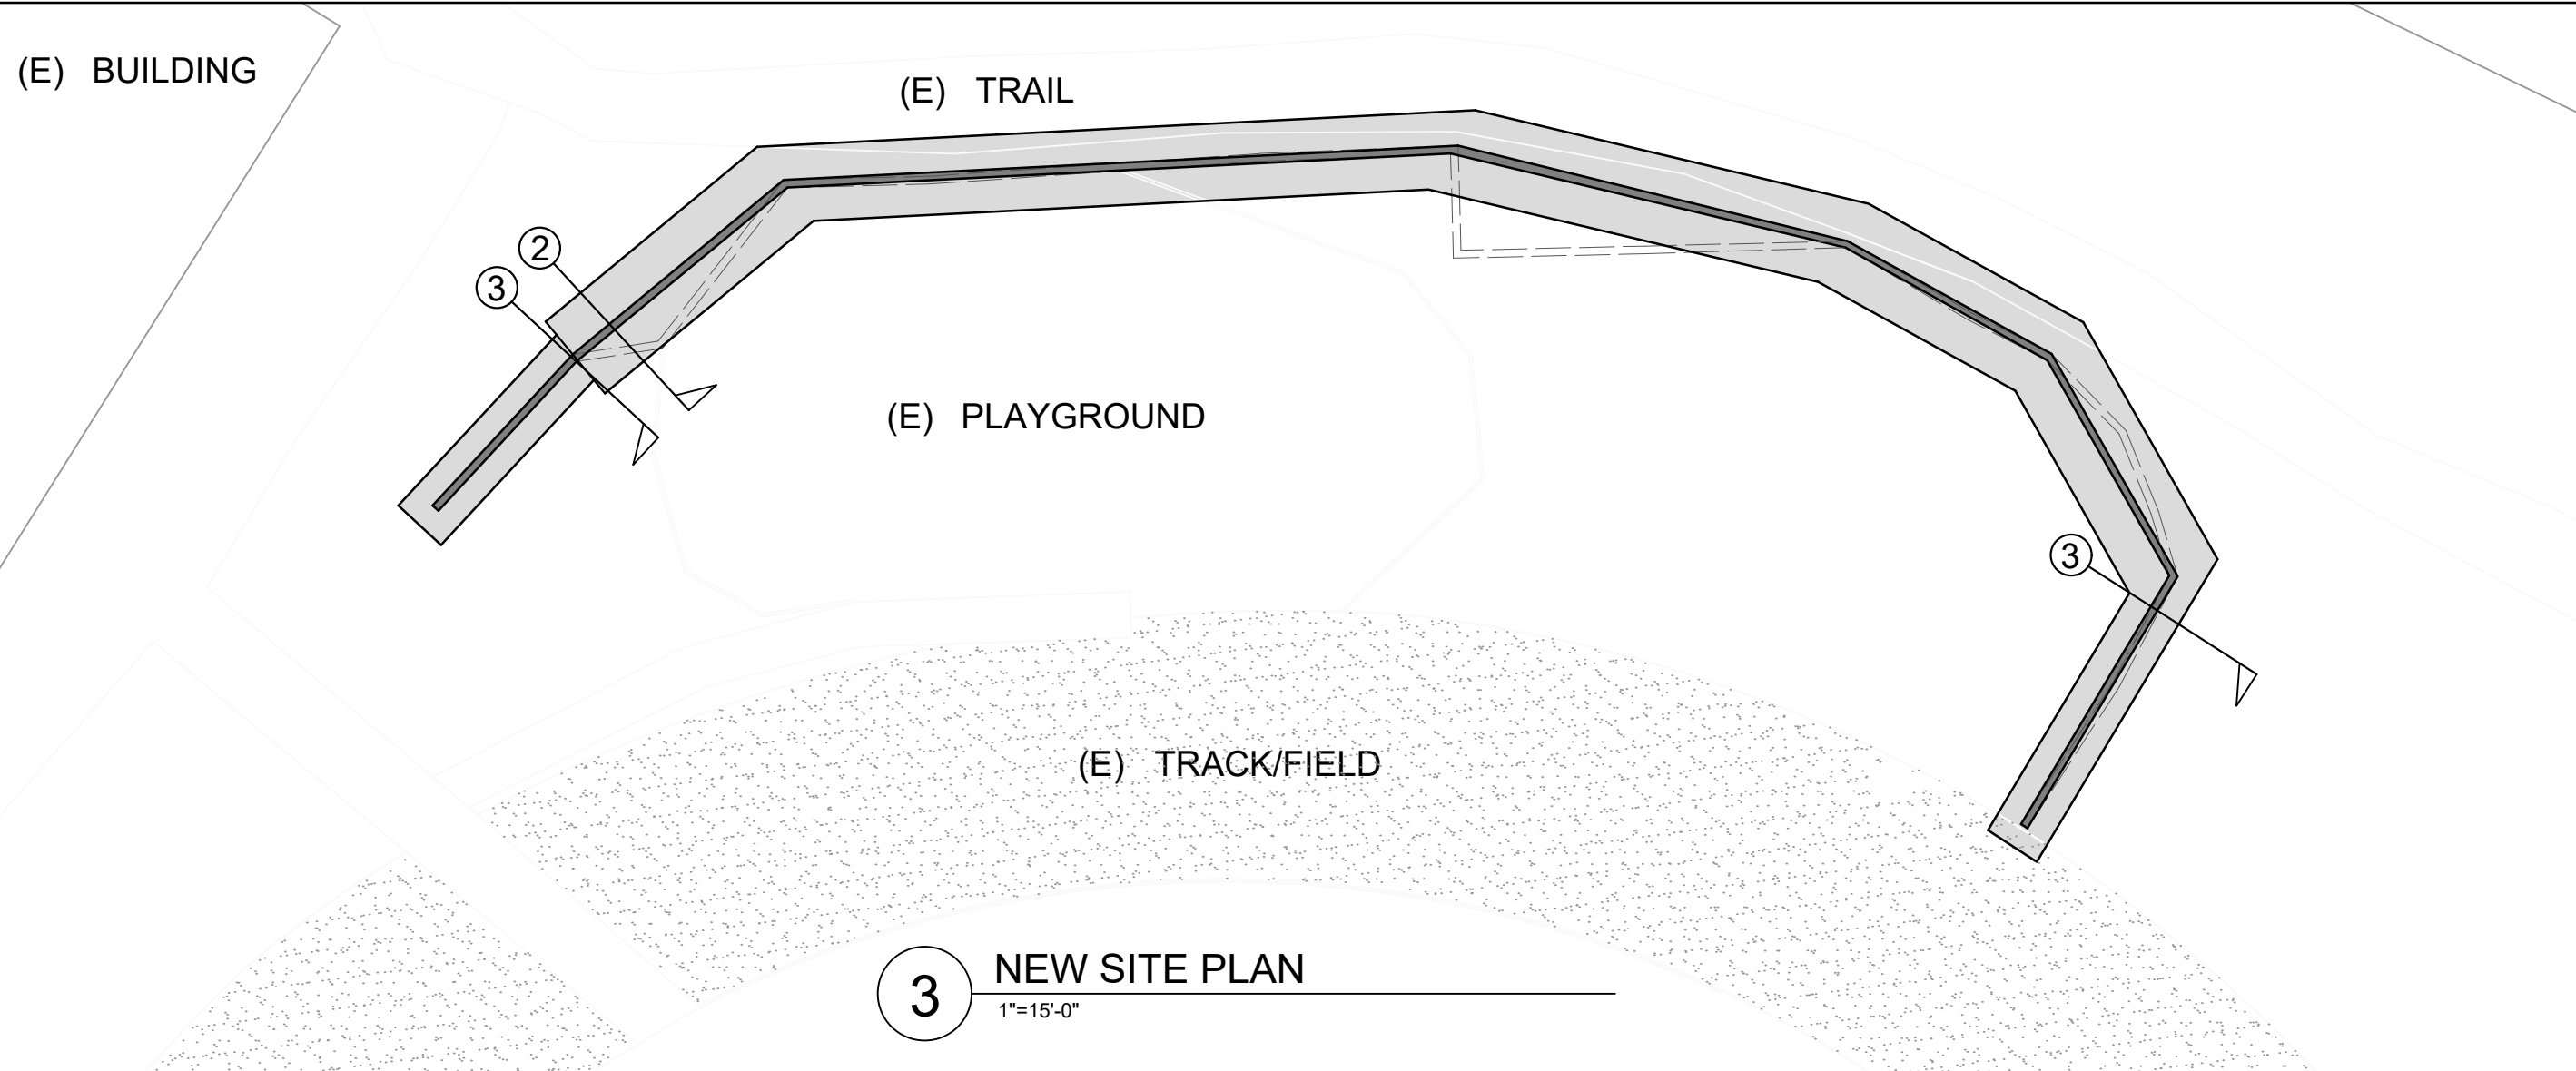 (E) BUILDING
(E) TRAIL
2
3
(E) PLAYGROUND
3
(E) TRACK/FIELD
3 NEW SITE PLAN
1"=15'-0"